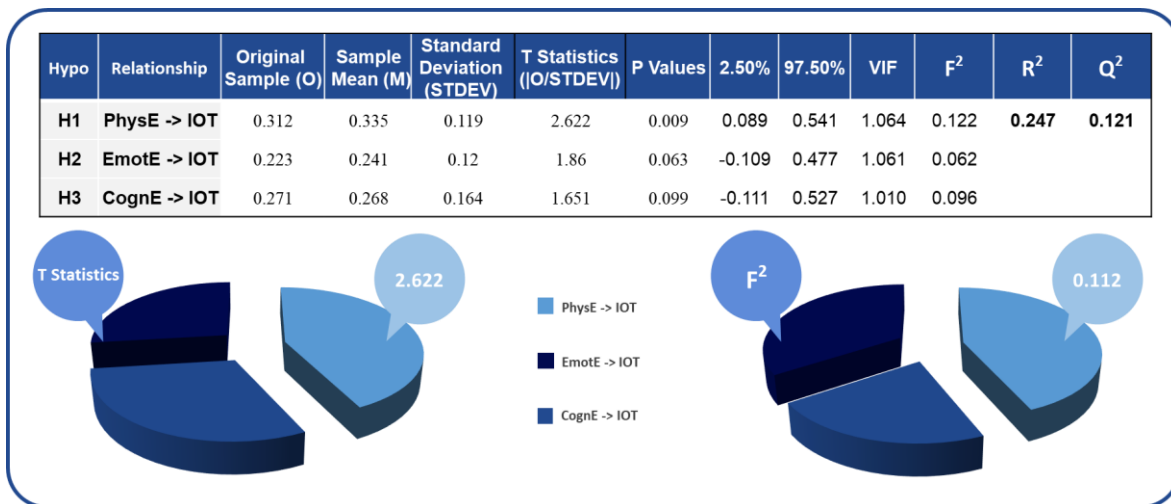 Hypo Relationship Original Sample (O) Sample Mean (M) Standard Deviation (STDEV) T Statistics (|O/STDEV|) P Values 2.50% 97.50% VIF F² R² Q²
H1 PhysE -> IOT 0.312 0.335 0.119 2.622 0.009 0.089 0.541 1.064 0.122 0.247 0.121
H2 EmotE -> IOT 0.223 0.241 0.12 1.86 0.063 -0.109 0.477 1.061 0.062
H3 CognE -> IOT 0.271 0.268 0.164 1.651 0.099 -0.111 0.527 1.010 0.096
T Statistics
2.622
PhysE -> IOT
EmotE -> IOT
CognE -> IOT
F²
0.112